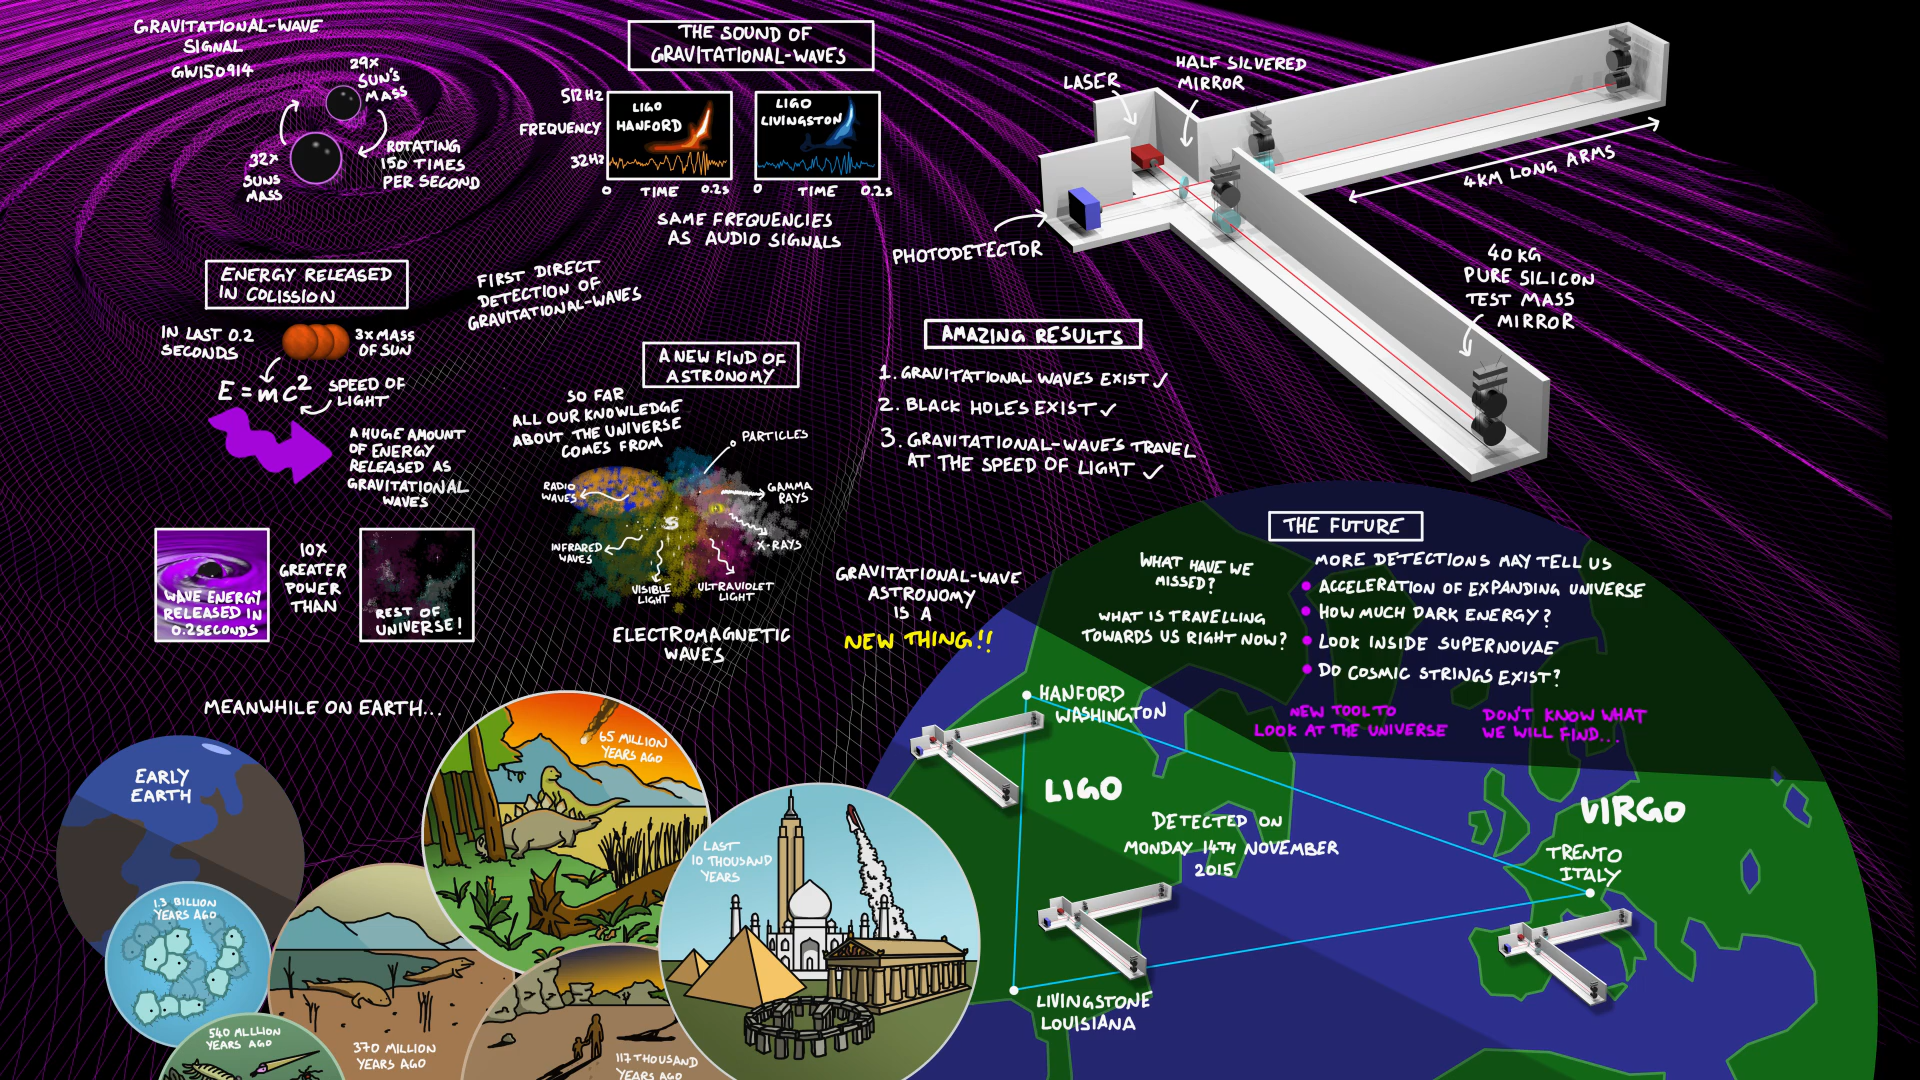 GRAVITATIONAL-WAVE
SIGNAL
GW150914
29X
SUN'S
MASS
32X
SUNS
MASS
ROTATING
150 TIMES
PER SECOND
THE SOUND OF
GRAVITATIONAL-WAVES
512HZ
FREQUENCY
32HZ
LIGO
HANFORD
0 TIME 0.2S
LIGO
LIVINGSTON
0 TIME 0.2S
SAME FREQUENCIES
AS AUDIO SIGNALS
FIRST DIRECT
DETECTION OF
GRAVITATIONAL-WAVES
LASER
HALF SILVERED
MIRROR
PHOTODETECTOR
4KM LONG ARMS
40 KG
PURE SILICON
TEST MASS
MIRROR
ENERGY RELEASED
IN COLISSION
IN LAST 0.2
SECONDS
3X MASS
OF SUN
E = mc²
SPEED OF
LIGHT
A HUGE AMOUNT
OF ENERGY
RELEASED AS
GRAVITATIONAL
WAVES
WAVE ENERGY
RELEASED IN
0.2SECONDS
10X
GREATER
POWER
THAN
REST OF
UNIVERSE!
A NEW KIND OF
ASTRONOMY
SO FAR
ALL OUR KNOWLEDGE
ABOUT THE UNIVERSE
COMES FROM
PARTICLES
RADIO
WAVES
GAMMA
RAYS
INFRARED
WAVES
X-RAYS
VISIBLE
LIGHT
ULTRAVIOLET
LIGHT
ELECTROMAGNETIC
WAVES
AMAZING RESULTS
1. GRAVITATIONAL WAVES EXIST ✓
2. BLACK HOLES EXIST ✓
3. GRAVITATIONAL-WAVES TRAVEL
AT THE SPEED OF LIGHT ✓
GRAVITATIONAL-WAVE
ASTRONOMY
IS A
NEW THING!!
THE FUTURE
WHAT HAVE WE
MISSED?
WHAT IS TRAVELLING
TOWARDS US RIGHT NOW?
MORE DETECTIONS MAY TELL US
• ACCELERATION OF EXPANDING UNIVERSE
• HOW MUCH DARK ENERGY?
• LOOK INSIDE SUPERNOVAE
• DO COSMIC STRINGS EXIST?
NEW TOOL TO
LOOK AT THE UNIVERSE
DON'T KNOW WHAT
WE WILL FIND...
MEANWHILE ON EARTH...
EARLY
EARTH
1.3 BILLION
YEARS AGO
540 MLLLION
YEARS AGO
370 MILLION
YEARS AGO
65 MILLION
YEARS AGO
117 THOUSAND
YEARS AGO
LAST
10 THOUSAND
YEARS
HANFORD
WASHINGTON
LIGO
DETECTED ON
MONDAY 14TH NOVEMBER
2015
LIVINGSTONE
LOUISIANA
VIRGO
TRENTO
ITALY